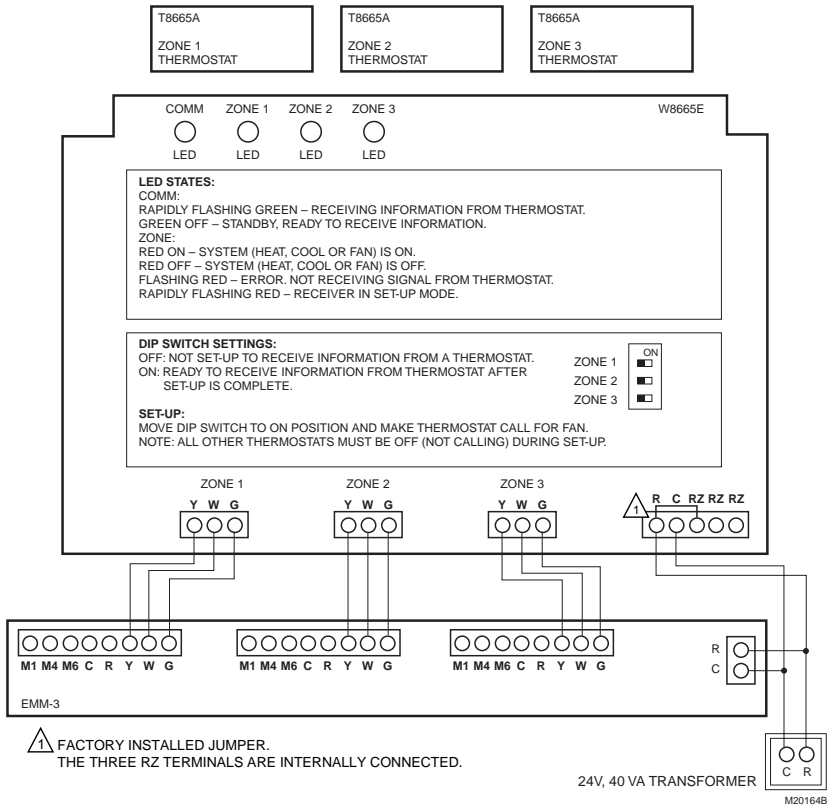 T8665A
ZONE 1
THERMOSTAT
T8665A
ZONE 2
THERMOSTAT
T8665A
ZONE 3
THERMOSTAT
COMM ZONE 1 ZONE 2 ZONE 3 W8665E
LED LED LED LED
LED STATES:
COMM:
RAPIDLY FLASHING GREEN – RECEIVING INFORMATION FROM THERMOSTAT.
GREEN OFF – STANDBY, READY TO RECEIVE INFORMATION.
ZONE:
RED ON – SYSTEM (HEAT, COOL OR FAN) IS ON.
RED OFF – SYSTEM (HEAT, COOL OR FAN) IS OFF.
FLASHING RED – ERROR. NOT RECEIVING SIGNAL FROM THERMOSTAT.
RAPIDLY FLASHING RED – RECEIVER IN SET-UP MODE.
DIP SWITCH SETTINGS:
OFF: NOT SET-UP TO RECEIVE INFORMATION FROM A THERMOSTAT.
ON: READY TO RECEIVE INFORMATION FROM THERMOSTAT AFTER
SET-UP IS COMPLETE.
ON
ZONE 1
ZONE 2
ZONE 3
SET-UP:
MOVE DIP SWITCH TO ON POSITION AND MAKE THERMOSTAT CALL FOR FAN.
NOTE: ALL OTHER THERMOSTATS MUST BE OFF (NOT CALLING) DURING SET-UP.
ZONE 1 ZONE 2 ZONE 3
Y W G Y W G Y W G 1 R C RZ RZ RZ
M1 M4 M6 C R Y W G M1 M4 M6 C R Y W G M1 M4 M6 C R Y W G
R
C
EMM-3
1 FACTORY INSTALLED JUMPER.
THE THREE RZ TERMINALS ARE INTERNALLY CONNECTED.
C R
24V, 40 VA TRANSFORMER
M20164B